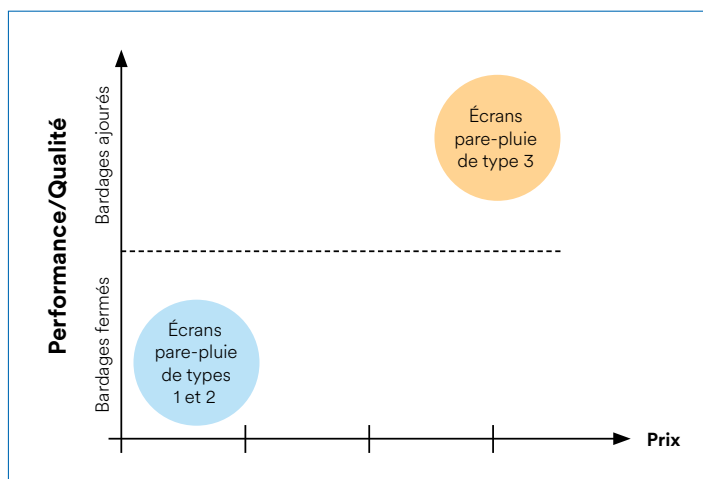 Performance/Qualité
Bardages ajourés
Bardages fermés
Écrans
pare-pluie
de type 3
Écrans
pare-pluie
de types
1 et 2
Prix